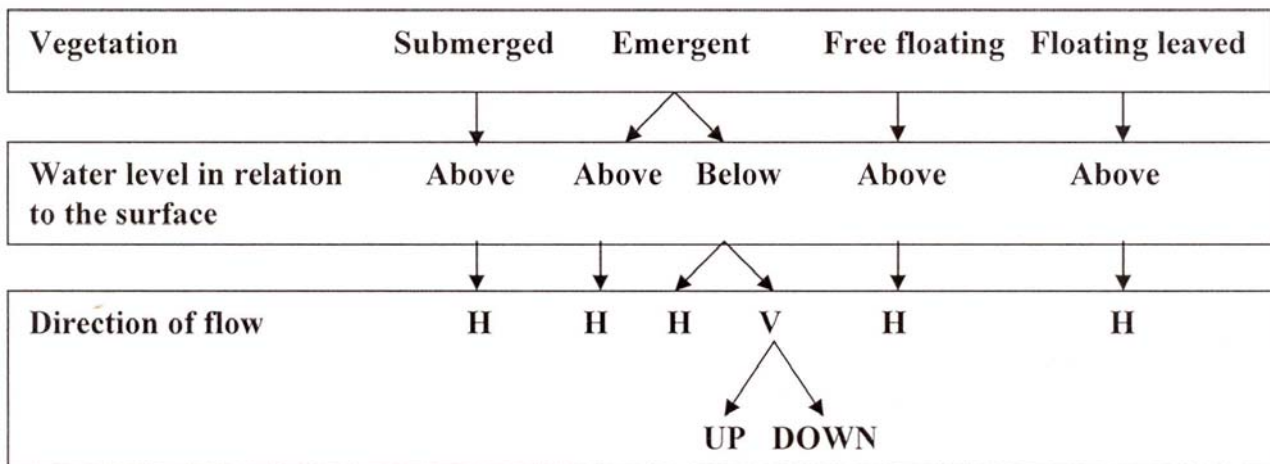 Vegetation Submerged Emergent Free floating Floating leaved
Water level in relation Above Above Below Above Above
to the surface
Direction of flow H H H V H H
UP DOWN